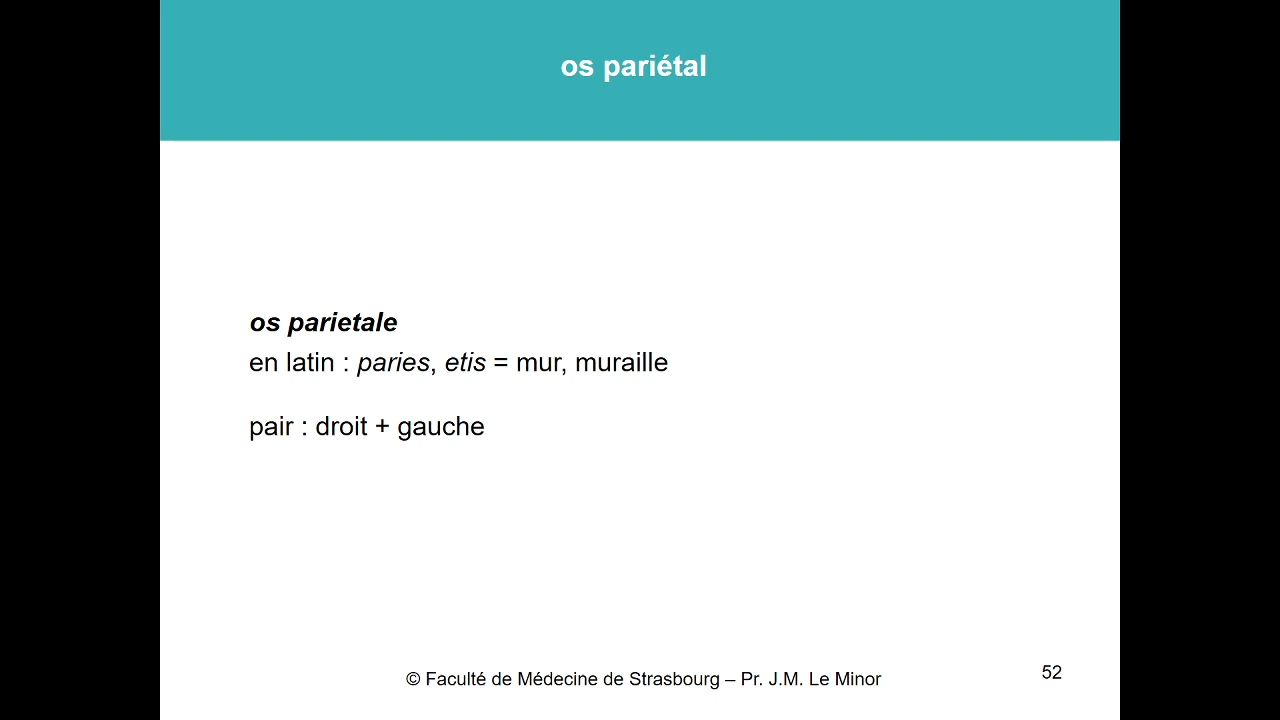 os pariétal
os parietale
en latin : paries, etis = mur, muraille
pair : droit + gauche
© Faculté de Médecine de Strasbourg – Pr. J.M. Le Minor
52